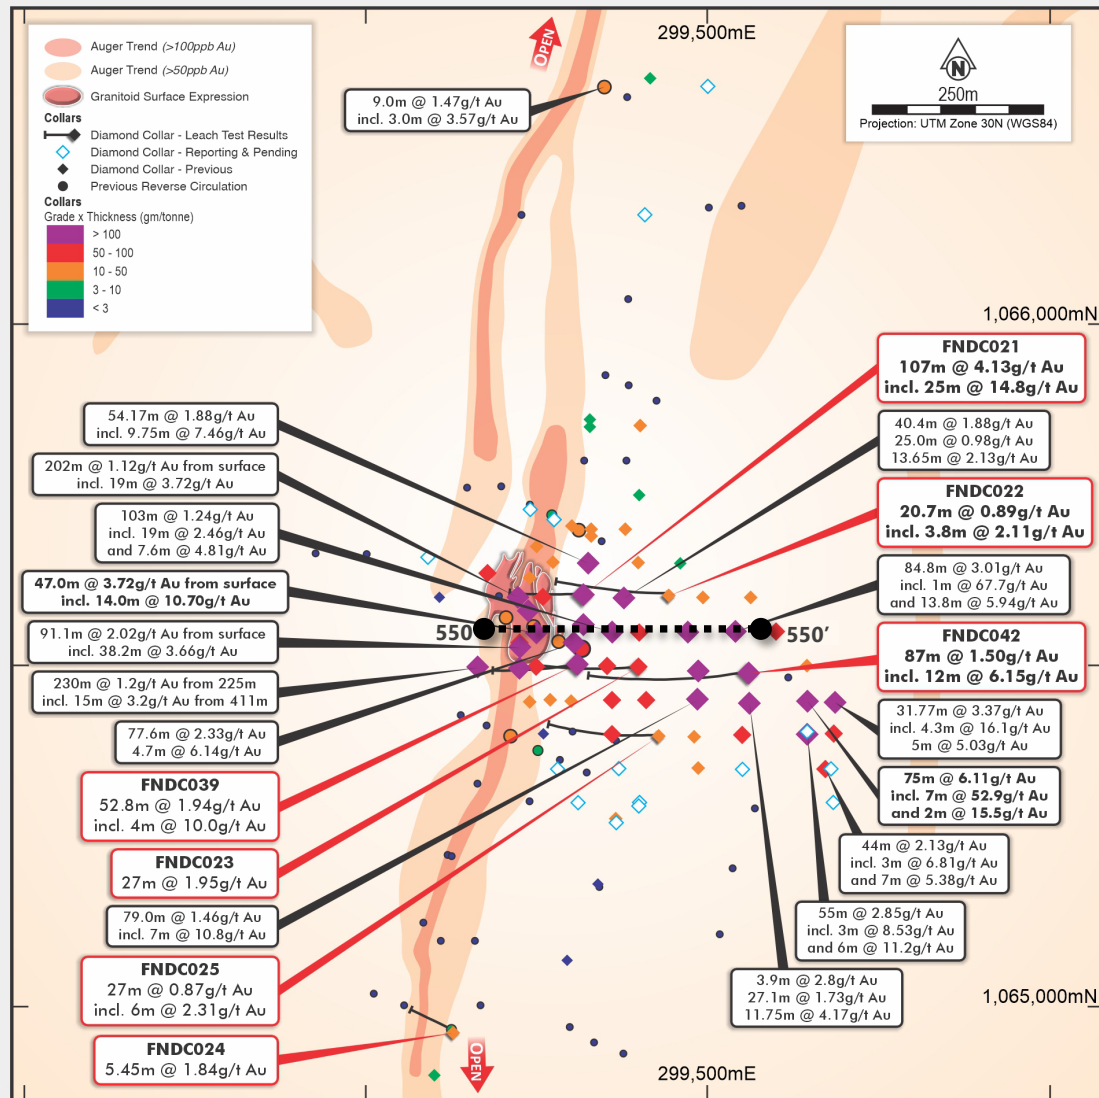 OPEN
299,500mE
Auger Trend (>100ppb Au)
Auger Trend (>50ppb Au)
Granitoid Surface Expression
Collars
Diamond Collar - Leach Test Results
Diamond Collar - Reporting & Pending
Diamond Collar - Previous
Previous Reverse Circulation
Collars
Grade x Thickness (gm/tonne)
> 100
50 - 100
10 - 50
3 - 10
< 3
N
250m
Projection: UTM Zone 30N (WGS84)
9.0m @ 1.47g/t Au
incl. 3.0m @ 3.57g/t Au
1,066,000mN
54.17m @ 1.88g/t Au
incl. 9.75m @ 7.46g/t Au
202m @ 1.12g/t Au from surface
incl. 19m @ 3.72g/t Au
103m @ 1.24g/t Au
incl. 19m @ 2.46g/t Au
and 7.6m @ 4.81g/t Au
47.0m @ 3.72g/t Au from surface
incl. 14.0m @ 10.70g/t Au
91.1m @ 2.02g/t Au from surface
incl. 38.2m @ 3.66g/t Au
230m @ 1.2g/t Au from 225m
incl. 15m @ 3.2g/t Au from 411m
77.6m @ 2.33g/t Au
4.7m @ 6.14g/t Au
FNDC039
52.8m @ 1.94g/t Au
incl. 4m @ 10.0g/t Au
FNDC023
27m @ 1.95g/t Au
79.0m @ 1.46g/t Au
incl. 7m @ 10.8g/t Au
FNDC025
27m @ 0.87g/t Au
incl. 6m @ 2.31g/t Au
FNDC024
5.45m @ 1.84g/t Au
550
550′
FNDC021
107m @ 4.13g/t Au
incl. 25m @ 14.8g/t Au
40.4m @ 1.88g/t Au
25.0m @ 0.98g/t Au
13.65m @ 2.13g/t Au
FNDC022
20.7m @ 0.89g/t Au
incl. 3.8m @ 2.11g/t Au
84.8m @ 3.01g/t Au
incl. 1m @ 67.7g/t Au
and 13.8m @ 5.94g/t Au
FNDC042
87m @ 1.50g/t Au
incl. 12m @ 6.15g/t Au
31.77m @ 3.37g/t Au
incl. 4.3m @ 16.1g/t Au
5m @ 5.03g/t Au
75m @ 6.11g/t Au
incl. 7m @ 52.9g/t Au
and 2m @ 15.5g/t Au
44m @ 2.13g/t Au
incl. 3m @ 6.81g/t Au
and 7m @ 5.38g/t Au
55m @ 2.85g/t Au
incl. 3m @ 8.53g/t Au
and 6m @ 11.2g/t Au
3.9m @ 2.8g/t Au
27.1m @ 1.73g/t Au
11.75m @ 4.17g/t Au
1,065,000mN
OPEN
299,500mE